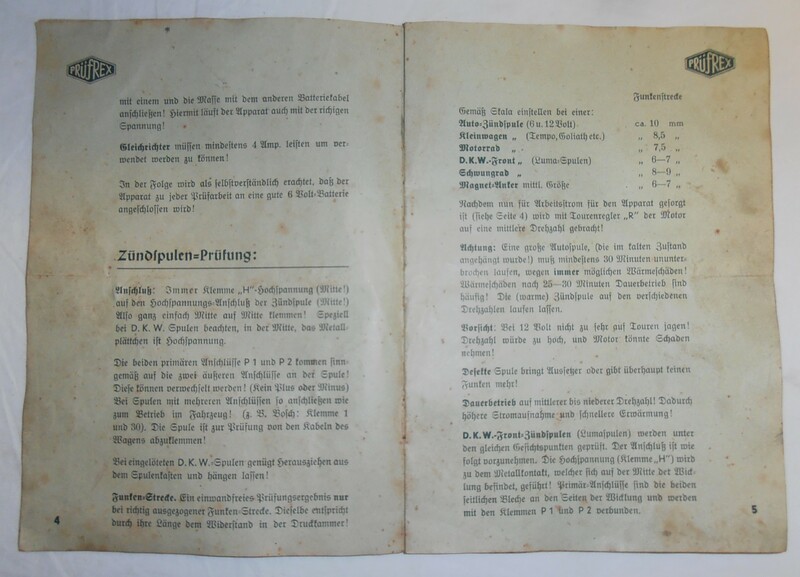 PRÜFREX
mit einem und die Masse mit dem anderen Batteriekabel
anschließen! Hiermit läuft der Apparat auch mit der richigen
Spannung!
Gleichrichter müssen mindestens 4 Amp. leisten um ver-
wendet werden zu können!
In der Folge wird als selbstverständlich erachtet, daß der
Apparat zu jeder Prüfarbeit an eine gute 6 Volt-Batterie
angeschlossen wird!
Zündspulen=Prüfung:
Anschluß: Immer Klemme „H"-Hochspannung (Mitte!)
auf den Hochspannungs-Anschluß der Zündspule (Mitte!)
Also ganz einfach Mitte auf Mitte klemmen! Speziell
bei D. K. W. Spulen beachten, in der Mitte, das Metall-
plättchen ist Hochspannung.
Die beiden primären Anschlüsse P 1 und P 2 kommen sinn-
gemäß auf die zwei äußeren Anschlüsse an der Spule!
Diese können verwechselt werden! (Kein Plus oder Minus)
Bei Spulen mit mehreren Anschlüssen so anschließen wie
zum Betrieb im Fahrzeug! (z. B. Bosch: Klemme 1
und 30). Die Spule ist zur Prüfung von den Kabeln des
Wagens abzuklemmen!
Bei eingelöteten D. K. W.-Spulen genügt Herausziehen aus
dem Spulenkasten und hängen lassen!
Funken-Strecke. Ein einwandfreies Prüfungsergebnis nur
bei richtig ausgezogener Funken-Strecke. Dieselbe entspricht
durch ihre Länge dem Widerstand in der Druckkammer!
4
PRÜFREX
Funkenstrecke
Gemäß Skala einstellen bei einer:
Auto-Zündspule (6 u. 12 Volt) ca. 10 mm
Kleinwagen „ (Tempo, Goliath etc.) „ 8,5 „
Motorrad „ „ 7,5 „
D.K.W.-Front „ (Luma-Spulen) „ 6—7 „
Schwungrad „ „ 8—9 „
Magnet-Anker mittl. Größe „ 6—7 „
Nachdem nun für Arbeitsstrom für den Apparat gesorgt
ist (siehe Seite 4) wird mit Tourenregler „R" der Motor
auf eine mittlere Drehzahl gebracht!
Achtung: Eine große Autospule, (die im kalten Zustand
angehängt wurde!) muß mindestens 30 Minuten ununter-
brochen laufen, wegen immer möglichen Wärmeschäden!
Wärmeschäden nach 25—30 Minuten Dauerbetrieb sind
häufig! Die (warme) Zündspule auf den verschiedenen
Drehzahlen laufen lassen.
Vorsicht: Bei 12 Volt nicht zu sehr auf Touren jagen!
Drehzahl würde zu hoch, und Motor könnte Schaden
nehmen!
Defekte Spule bringt Aussetzer oder gibt überhaupt keinen
Funken mehr!
Dauerbetrieb auf mittlerer bis niederer Drehzahl! Dadurch
höhere Stromaufnahme und schnellere Erwärmung!
D.K.W.-Front-Zündspulen (Lumaspulen) werden unter
den gleichen Gesichtspunkten geprüft. Der Anschluß ist wie
folgt vorzunehmen. Die Hochspannung (Klemme „H") wird
zu dem Metallkontakt, welcher sich auf der Mitte der Wick-
lung befindet, geführt! Primär-Anschlüsse sind die beiden
seitlichen Bleche an den Seiten der Wicklung und werden
mit den Klemmen P 1 und P 2 verbunden.
5